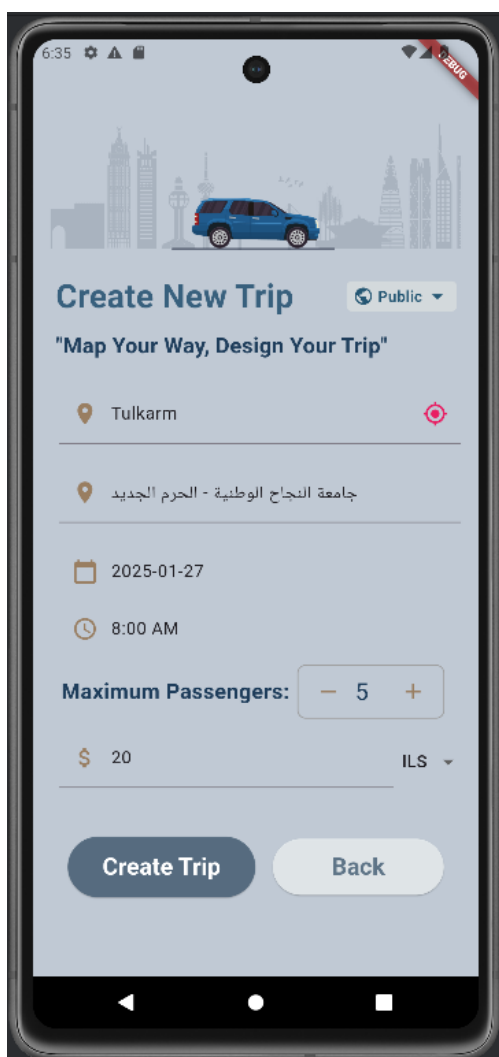 6:35
DEBUG
Create New Trip
Public
"Map Your Way, Design Your Trip"
Tulkarm
جامعة النجاح الوطنية - الحرم الجديد
2025-01-27
8:00 AM
Maximum Passengers: − 5 +
$ 20
ILS
Create Trip
Back